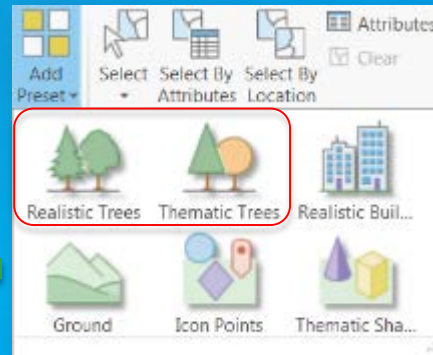 Attributes
Clear
Add
Preset
Select
Select By
Attributes
Select By
Location
Realistic Trees
Thematic Trees
Realistic Buil...
Ground
Icon Points
Thematic Sha...